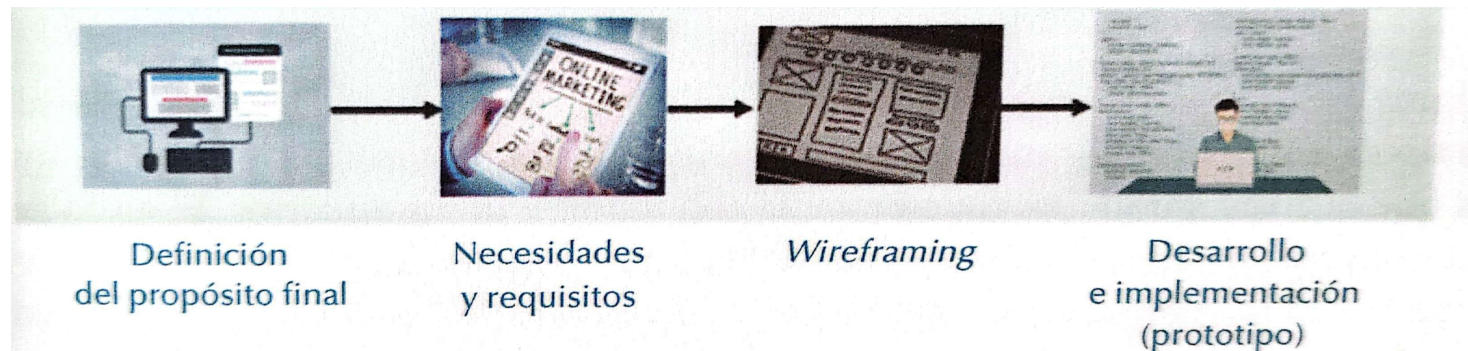 ONLINE
MARKETING
Definición
del propósito final
Necesidades
y requisitos
Wireframing
Desarrollo
e implementación
(prototipo)